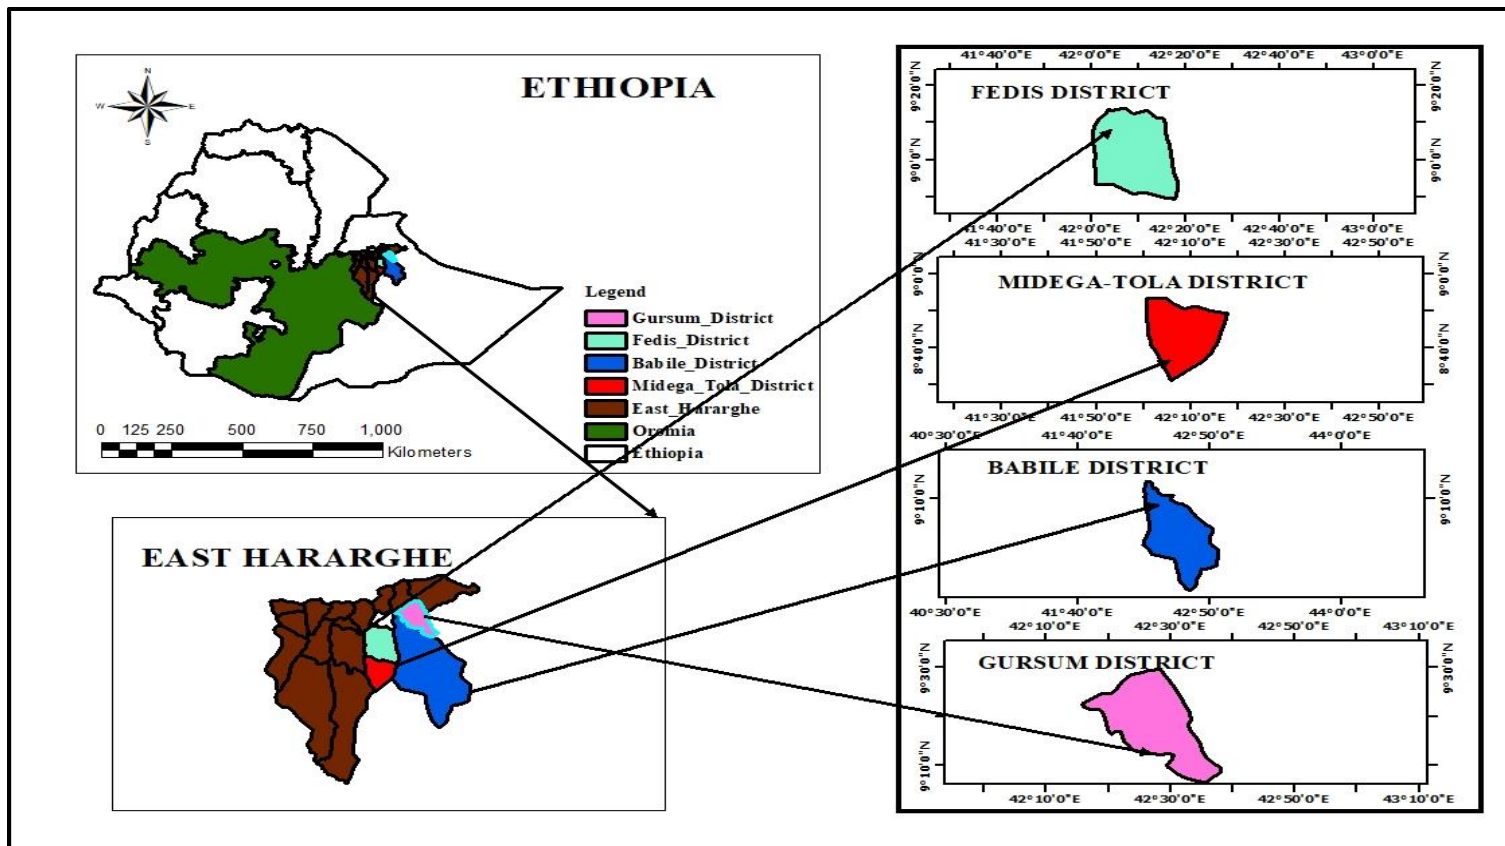 ETHIOPIA
N
W E
S
Legend
Gursum_District
Fedis_District
Babile_District
Midega_Tola_District
East_Hararghe
Oromia
Ethiopia
0 125 250 500 750 1,000
Kilometers
EAST HARARGHE
41°40'0"E 42°0'0"E 42°20'0"E 42°40'0"E 43°0'0"E
FEDIS DISTRICT
9°20'0"N 9°20'0"N
9°0'0"N 9°0'0"N
41°40'0"E 42°0'0"E 42°20'0"E 42°40'0"E 43°0'0"E
41°30'0"E 41°50'0"E 42°10'0"E 42°30'0"E 42°50'0"E
MIDEGA-TOLA DISTRICT
9°0'0"N 9°0'0"N
8°40'0"N 8°40'0"N
41°30'0"E 41°50'0"E 42°10'0"E 42°30'0"E 42°50'0"E
40°30'0"E 41°40'0"E 42°50'0"E 44°0'0"E
BABILE DISTRICT
9°10'0"N 9°10'0"N
40°30'0"E 41°40'0"E 42°50'0"E 44°0'0"E
42°10'0"E 42°30'0"E 42°50'0"E 43°10'0"E
GURSUM DISTRICT
9°30'0"N 9°30'0"N
9°10'0"N 9°10'0"N
42°10'0"E 42°30'0"E 42°50'0"E 43°10'0"E